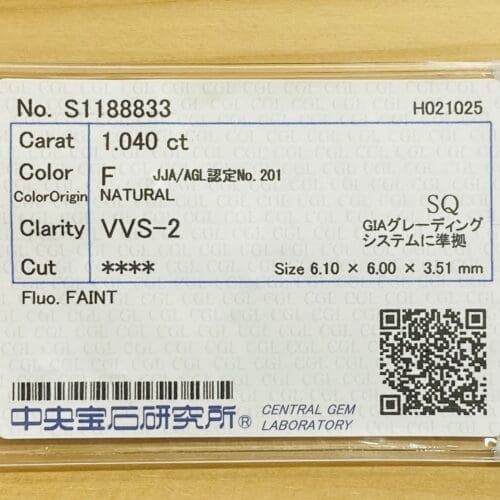 No. S1188833 H021025
Carat 1.040 ct
Color F JJA/AGL認定No.201
ColorOrigin NATURAL
SQ
Clarity VVS-2 GIAグレーディング
システムに準拠
Cut **** Size 6.10 × 6.00 × 3.51 mm
Fluo. FAINT
中央宝石研究所® CENTRAL GEM
LABORATORY